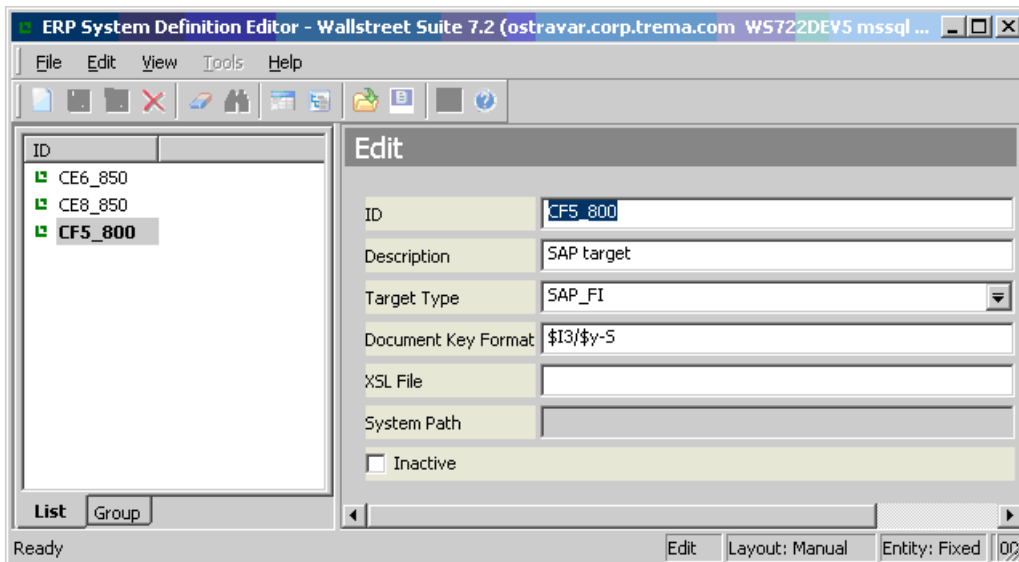 ERP System Definition Editor - Wallstreet Suite 7.2 (ostravar.corp.trema.com WS722DEV5 mssql ...
File Edit View Tools Help
ID
CE6_850
CE8_850
CF5_800
List Group
Edit
ID CF5_800
Description SAP target
Target Type SAP_FI
Document Key Format $I3/$y-S
XSL File
System Path
Inactive
Ready Edit Layout: Manual Entity: Fixed